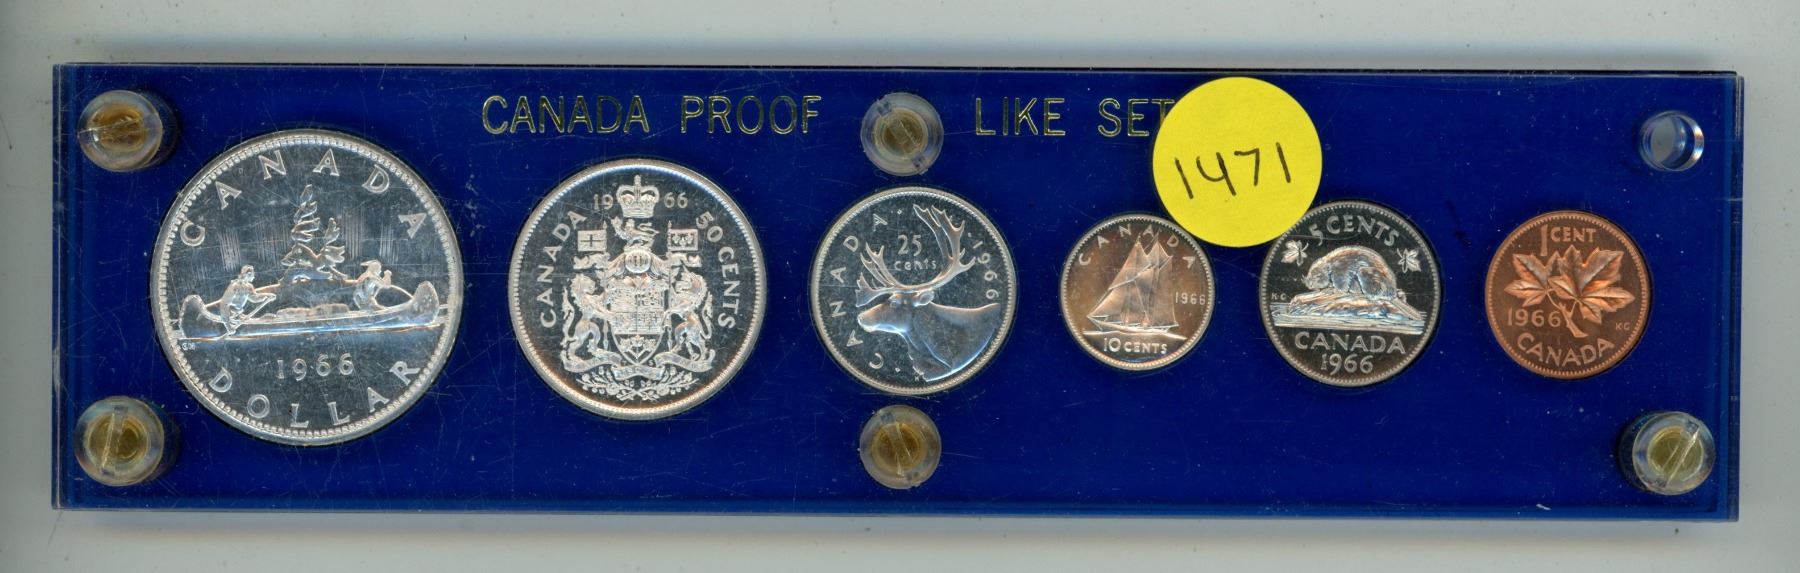 CANADA PROOF LIKE SET
1471
CANADA
1966
DOLLAR
1966
CANADA
50 CENTS
CANADA
25
cents
1966
CANADA
1966
10 CENTS
5 CENTS
K·G
CANADA
1966
1 CENT
1966
KG
CANADA